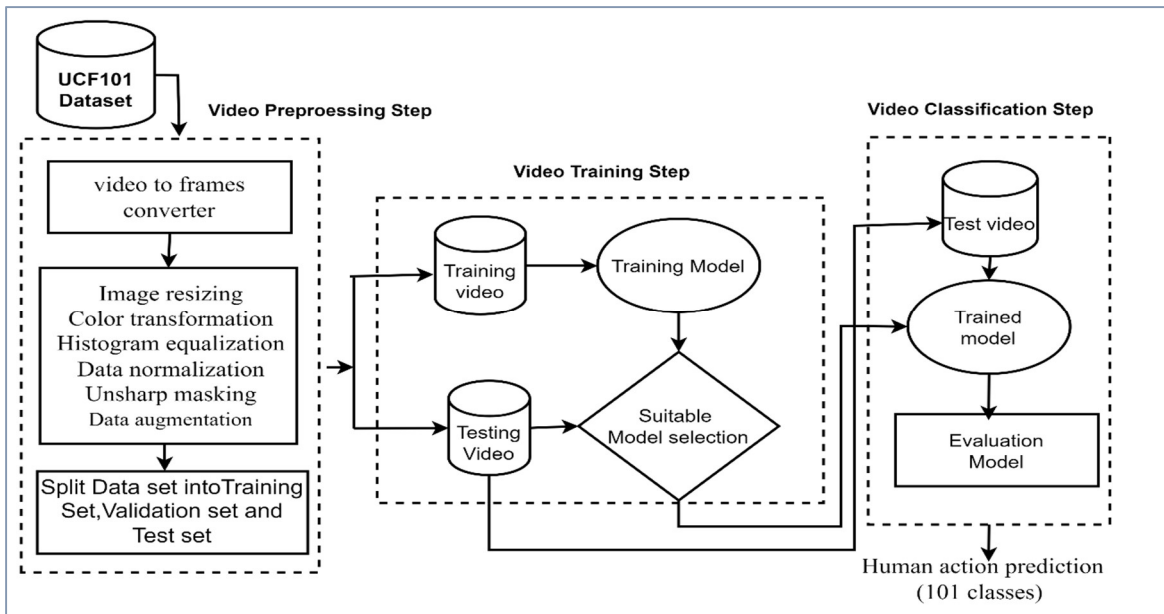 UCF101
Dataset
Video Preproessing Step
video to frames
converter
Image resizing
Color transformation
Histogram equalization
Data normalization
Unsharp masking
Data augmentation
Split Data set intoTraining
Set,Validation set and
Test set
Video Training Step
Training
video
Training Model
Testing
Video
Suitable
Model selection
Video Classification Step
Test video
Trained
model
Evaluation
Model
Human action prediction
(101 classes)